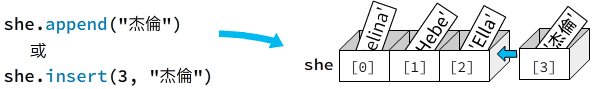 she.append("杰倫")
或
she.insert(3, "杰倫")
she
elina'
Hebe'
'Ella'
'杰倫'
[0]
[1]
[2]
[3]